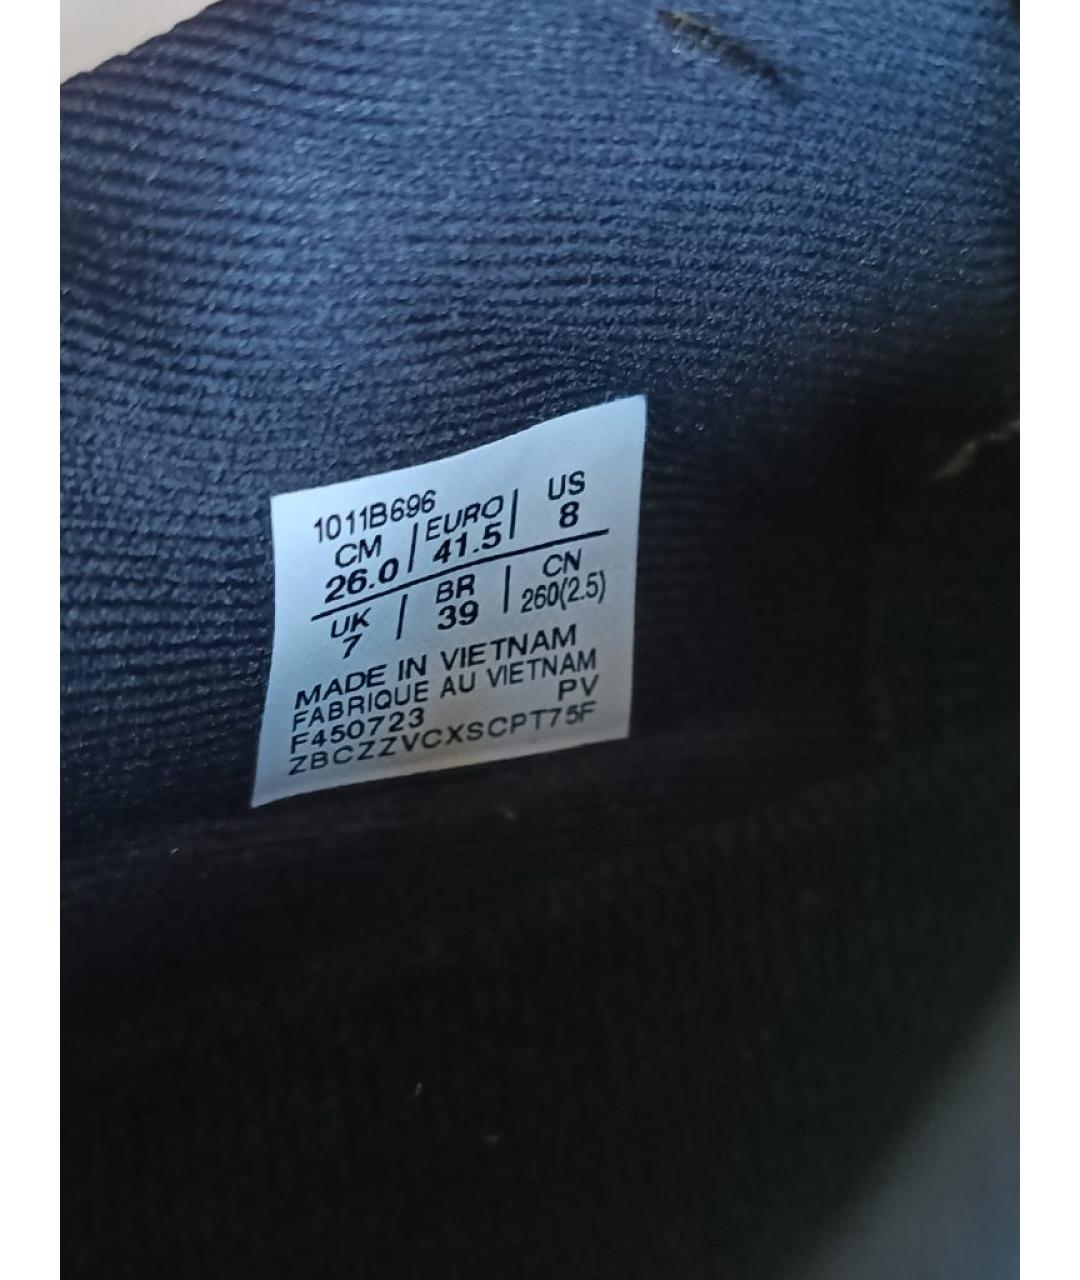 1011B696
CM | EURO | US
26.0 | 41.5 | 8
UK | BR | CN
7 | 39 | 260(2.5)
MADE IN VIETNAM
FABRIQUE AU VIETNAM
F450723 PV
ZBCZZVCXSCPT75F